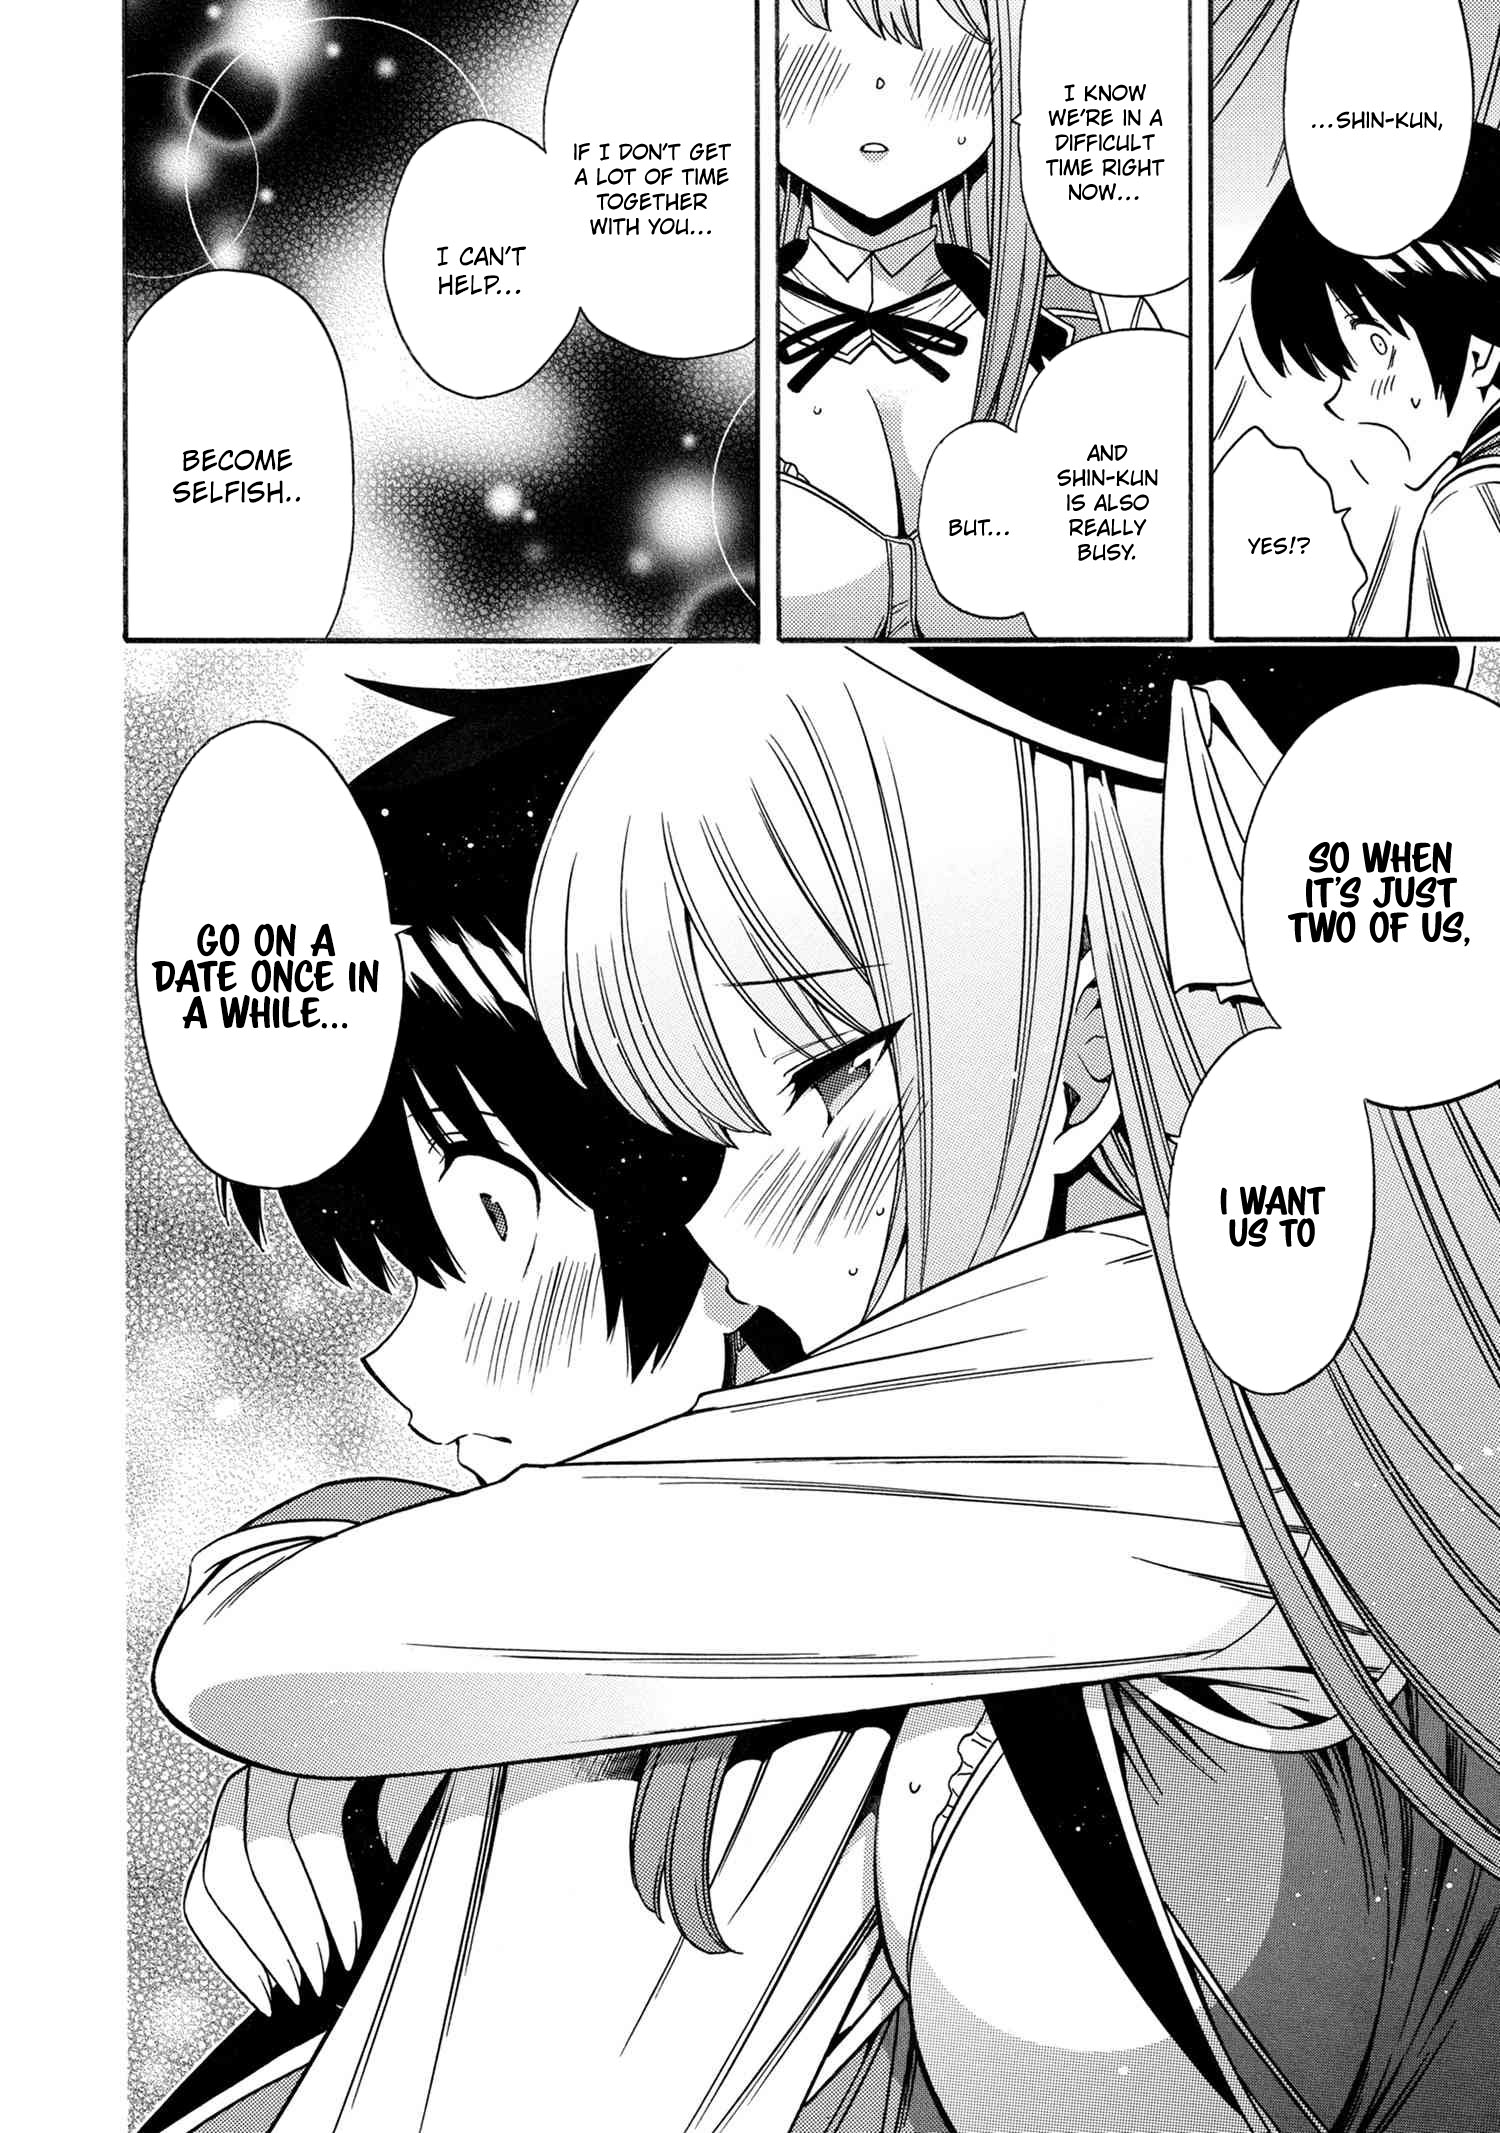 ...SHIN-KUN,
YES!?
I KNOW
WE'RE IN A
DIFFICULT
TIME RIGHT
NOW...
AND
SHIN-KUN
IS ALSO
REALLY
BUSY.
BUT...
IF I DON'T GET
A LOT OF TIME
TOGETHER
WITH YOU...
I CAN'T
HELP...
BECOME
SELFISH..
SO WHEN
IT'S JUST
TWO OF US,
I WANT
US TO
GO ON A
DATE ONCE IN
A WHILE...